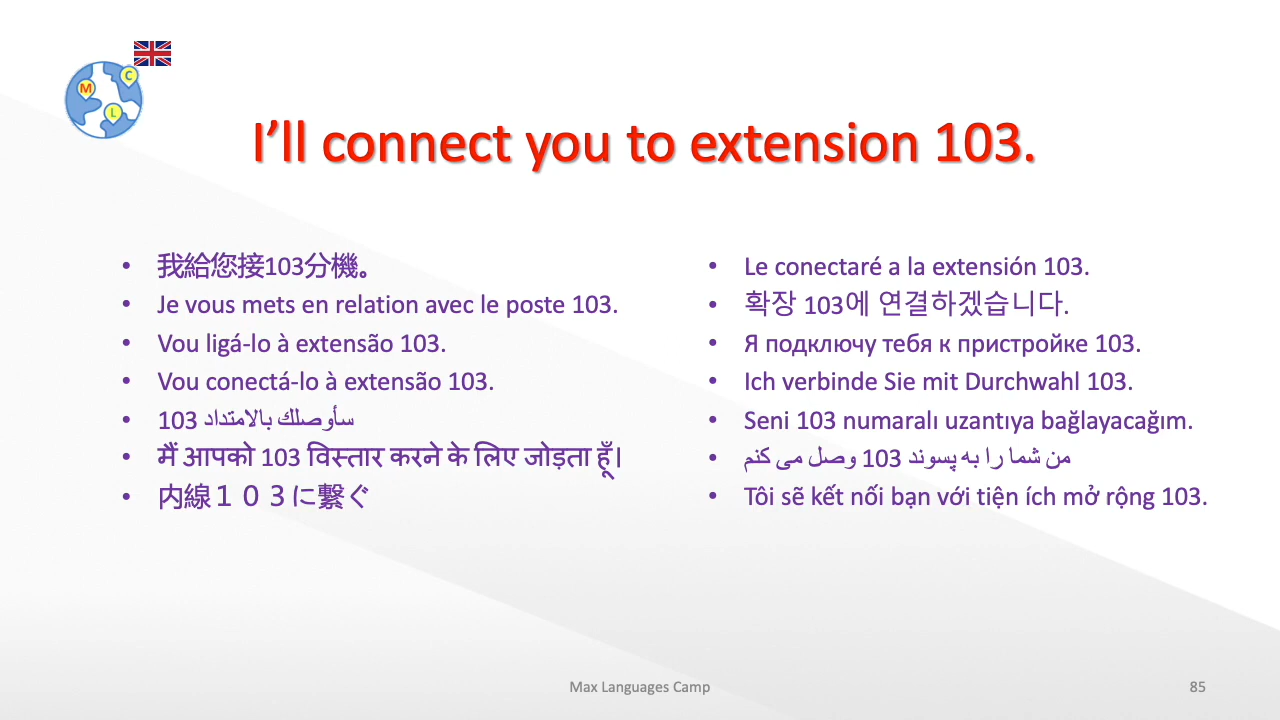 M
C
L
I’ll connect you to extension 103.
• 我給您接103分機。
• Je vous mets en relation avec le poste 103.
• Vou ligá-lo à extensão 103.
• Vou conectá-lo à extensão 103.
• سأوصلك بالامتداد 103
• मैं आपको 103 विस्तार करने के लिए जोड़ता हूँ।
• 内線１０３に繋ぐ
• Le conectaré a la extensión 103.
• 확장 103에 연결하겠습니다.
• Я подключу тебя к пристройке 103.
• Ich verbinde Sie mit Durchwahl 103.
• Seni 103 numaralı uzantıya bağlayacağım.
• من شما را به پسوند 103 وصل می کنم
• Tôi sẽ kết nối bạn với tiện ích mở rộng 103.
Max Languages Camp
85